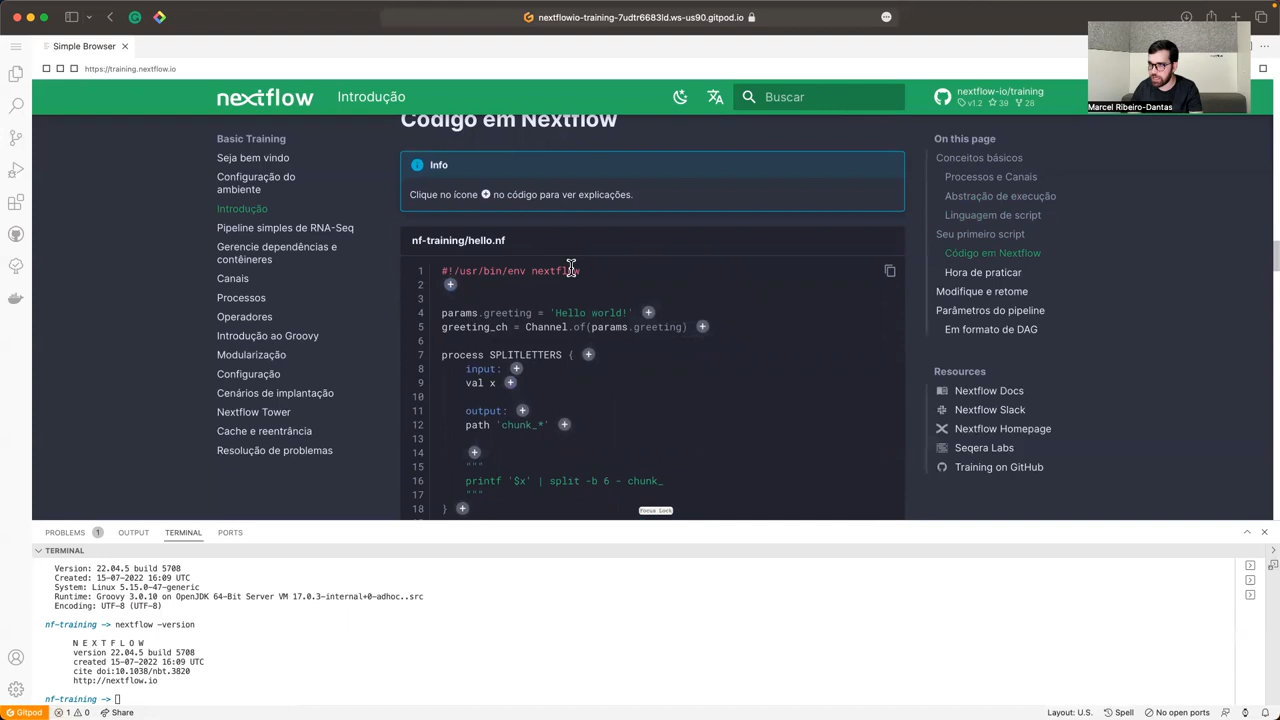 nextflowio-training-7udtr6683ld.ws-us90.gitpod.io
Simple Browser
https://training.nextflow.io
nextflow
Introdução
Buscar
nextflow-io/training
v1.2 39 28
Marcel Ribeiro-Dantas
Basic Training
Seja bem vindo
Configuração do
ambiente
Introdução
Pipeline simples de RNA-Seq
Gerencie dependências e
contêineres
Canais
Processos
Operadores
Introdução ao Groovy
Modularização
Configuração
Cenários de implantação
Nextflow Tower
Cache e reentrância
Resolução de problemas
Código em Nextflow
Info
Clique no ícone no código para ver explicações.
nf-training/hello.nf
1 #!/usr/bin/env nextflow
2
3
4 params.greeting = 'Hello world!'
5 greeting_ch = Channel.of(params.greeting)
6
7 process SPLITLETTERS {
8 input:
9 val x
10
11 output:
12 path 'chunk_*'
13
14
15 """
16 printf '$x' | split -b 6 - chunk_
17 """
18 }
Focus Lock
On this page
Conceitos básicos
Processos e Canais
Abstração de execução
Linguagem de script
Seu primeiro script
Código em Nextflow
Hora de praticar
Modifique e retome
Parâmetros do pipeline
Em formato de DAG
Resources
Nextflow Docs
Nextflow Slack
Nextflow Homepage
Seqera Labs
Training on GitHub
PROBLEMS 1 OUTPUT TERMINAL PORTS
TERMINAL
Version: 22.04.5 build 5708
Created: 15-07-2022 16:09 UTC
System: Linux 5.15.0-47-generic
Runtime: Groovy 3.0.10 on OpenJDK 64-Bit Server VM 17.0.3-internal+0-adhoc..src
Encoding: UTF-8 (UTF-8)
nf-training -> nextflow -version
N E X T F L O W
version 22.04.5 build 5708
created 15-07-2022 16:09 UTC
cite doi:10.1038/nbt.3820
http://nextflow.io
nf-training ->
Gitpod 1 0 Share
Layout: U.S. Spell No open ports